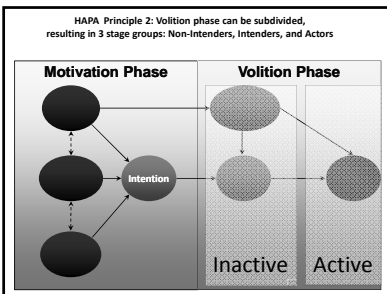 HAPA Principle 2: Volition phase can be subdivided,
resulting in 3 stage groups: Non-Intenders, Intenders, and Actors
Motivation Phase
Volition Phase
Intention
Inactive
Active